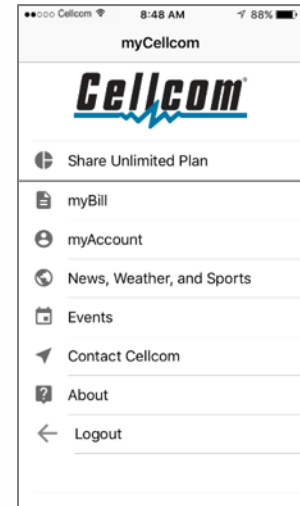 Cellcom 8:48 AM 88%
myCellcom
Cellcom
Share Unlimited Plan
myBill
myAccount
News, Weather, and Sports
Events
Contact Cellcom
About
Logout